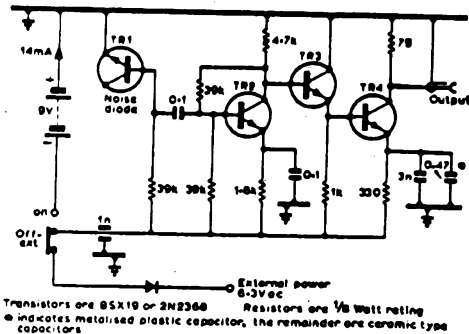 14mA
TR1
4·7k
TR3
75
TR4
Output
9V
+
−
Noise
diode
0·1
39k
TR2
39k
39k
1·8k
0·1
1k
330
3n
0·47
on
Off-
ext
1n
External power
6·3Vac
Transistors are BSX19 or 2N2368 Resistors are 1/8 Watt rating
indicates metalised plastic capacitor, the remainder are ceramic type
capacitors